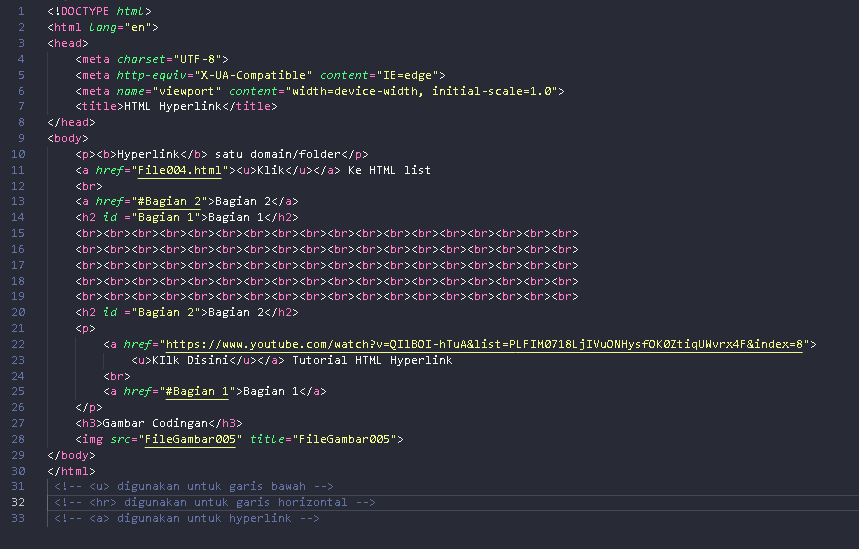 1 <!DOCTYPE html>
2 <html lang="en">
3 <head>
4 <meta charset="UTF-8">
5 <meta http-equiv="X-UA-Compatible" content="IE=edge">
6 <meta name="viewport" content="width=device-width, initial-scale=1.0">
7 <title>HTML Hyperlink</title>
8 </head>
9 <body>
10 <p><b>Hyperlink</b> satu domain/folder</p>
11 <a href="File004.html"><u>Klik</u></a> Ke HTML list
12 <br>
13 <a href="#Bagian 2">Bagian 2</a>
14 <h2 id ="Bagian 1">Bagian 1</h2>
15 <br><br><br><br><br><br><br><br><br><br><br><br><br><br><br><br><br><br>
16 <br><br><br><br><br><br><br><br><br><br><br><br><br><br><br><br><br><br>
17 <br><br><br><br><br><br><br><br><br><br><br><br><br><br><br><br><br><br>
18 <br><br><br><br><br><br><br><br><br><br><br><br><br><br><br><br><br><br>
19 <br><br><br><br><br><br><br><br><br><br><br><br><br><br><br><br><br><br>
20 <h2 id ="Bagian 2">Bagian 2</h2>
21 <p>
22 <a href="https://www.youtube.com/watch?v=QIlBOI-hTuA&list=PLFIM0718LjIVuONHysfOK0ZtiqUWvrx4F&index=8">
23 <u>KIlk Disini</u></a> Tutorial HTML Hyperlink
24 <br>
25 <a href="#Bagian 1">Bagian 1</a>
26 </p>
27 <h3>Gambar Codingan</h3>
28 <img src="FileGambar005" title="FileGambar005">
29 </body>
30 </html>
31 <!-- <u> digunakan untuk garis bawah -->
32 <!-- <hr> digunakan untuk garis horizontal -->
33 <!-- <a> digunakan untuk hyperlink -->